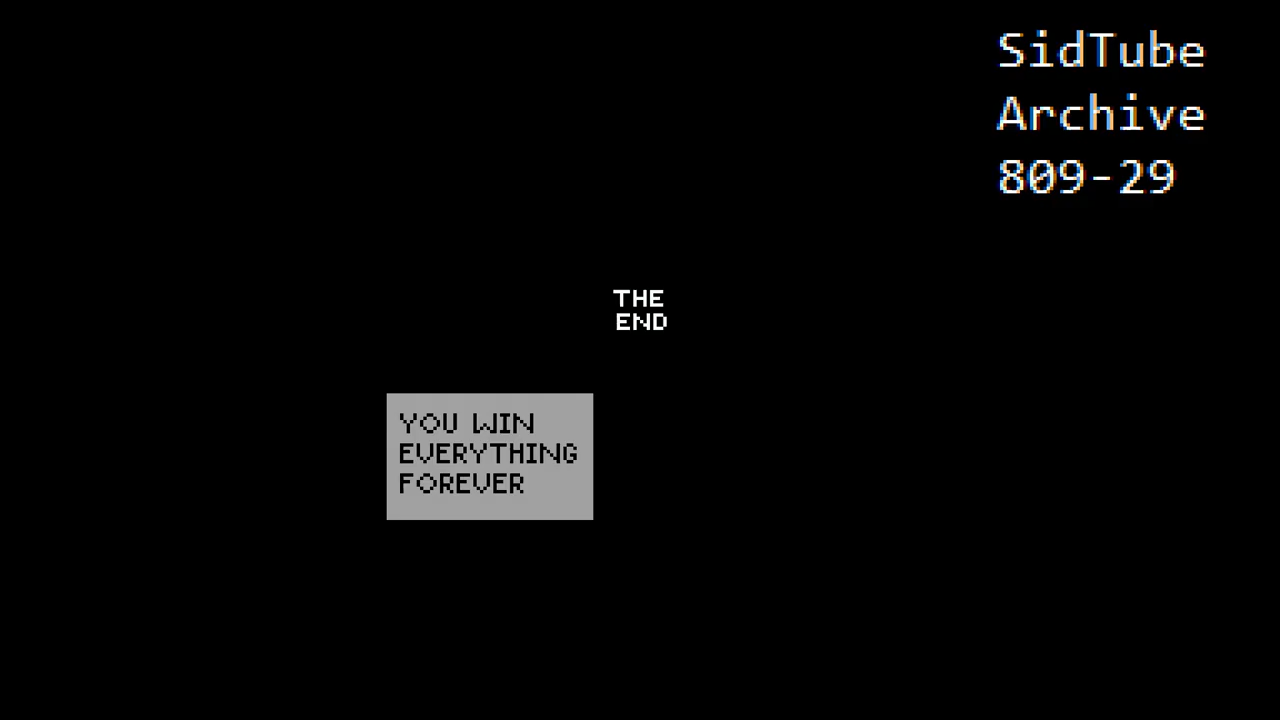 SidTube
Archive
809-29
THE
END
YOU WIN
EVERYTHING
FOREVER